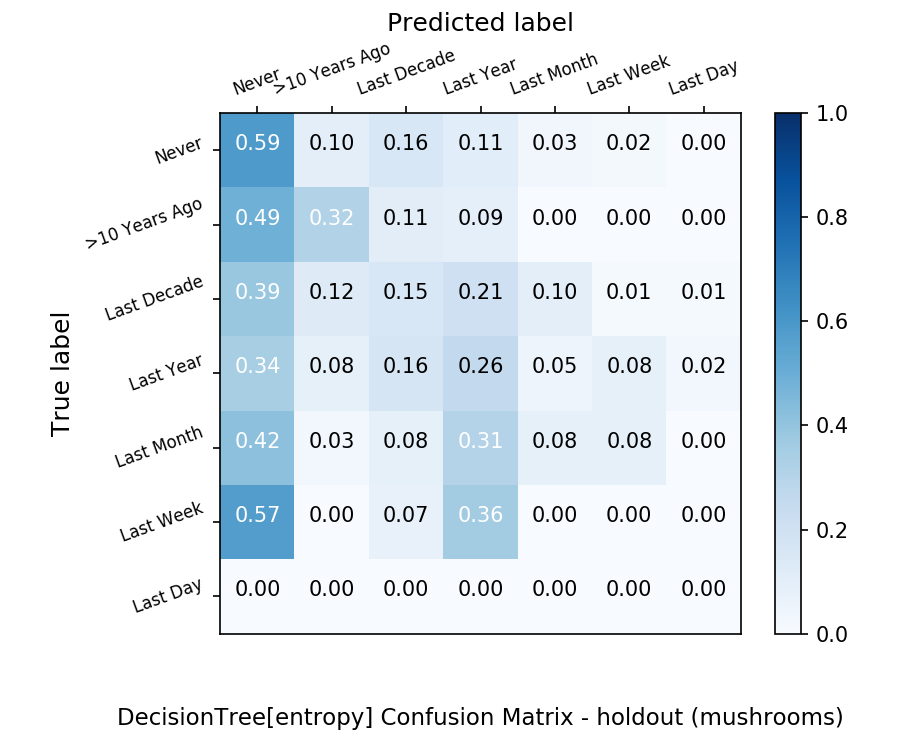 Predicted label
Never >10 Years Ago Last Decade Last Year Last Month Last Week Last Day
True label
Never 0.59 0.10 0.16 0.11 0.03 0.02 0.00
>10 Years Ago 0.49 0.32 0.11 0.09 0.00 0.00 0.00
Last Decade 0.39 0.12 0.15 0.21 0.10 0.01 0.01
Last Year 0.34 0.08 0.16 0.26 0.05 0.08 0.02
Last Month 0.42 0.03 0.08 0.31 0.08 0.08 0.00
Last Week 0.57 0.00 0.07 0.36 0.00 0.00 0.00
Last Day 0.00 0.00 0.00 0.00 0.00 0.00 0.00
1.0
0.8
0.6
0.4
0.2
0.0
DecisionTree[entropy] Confusion Matrix - holdout (mushrooms)